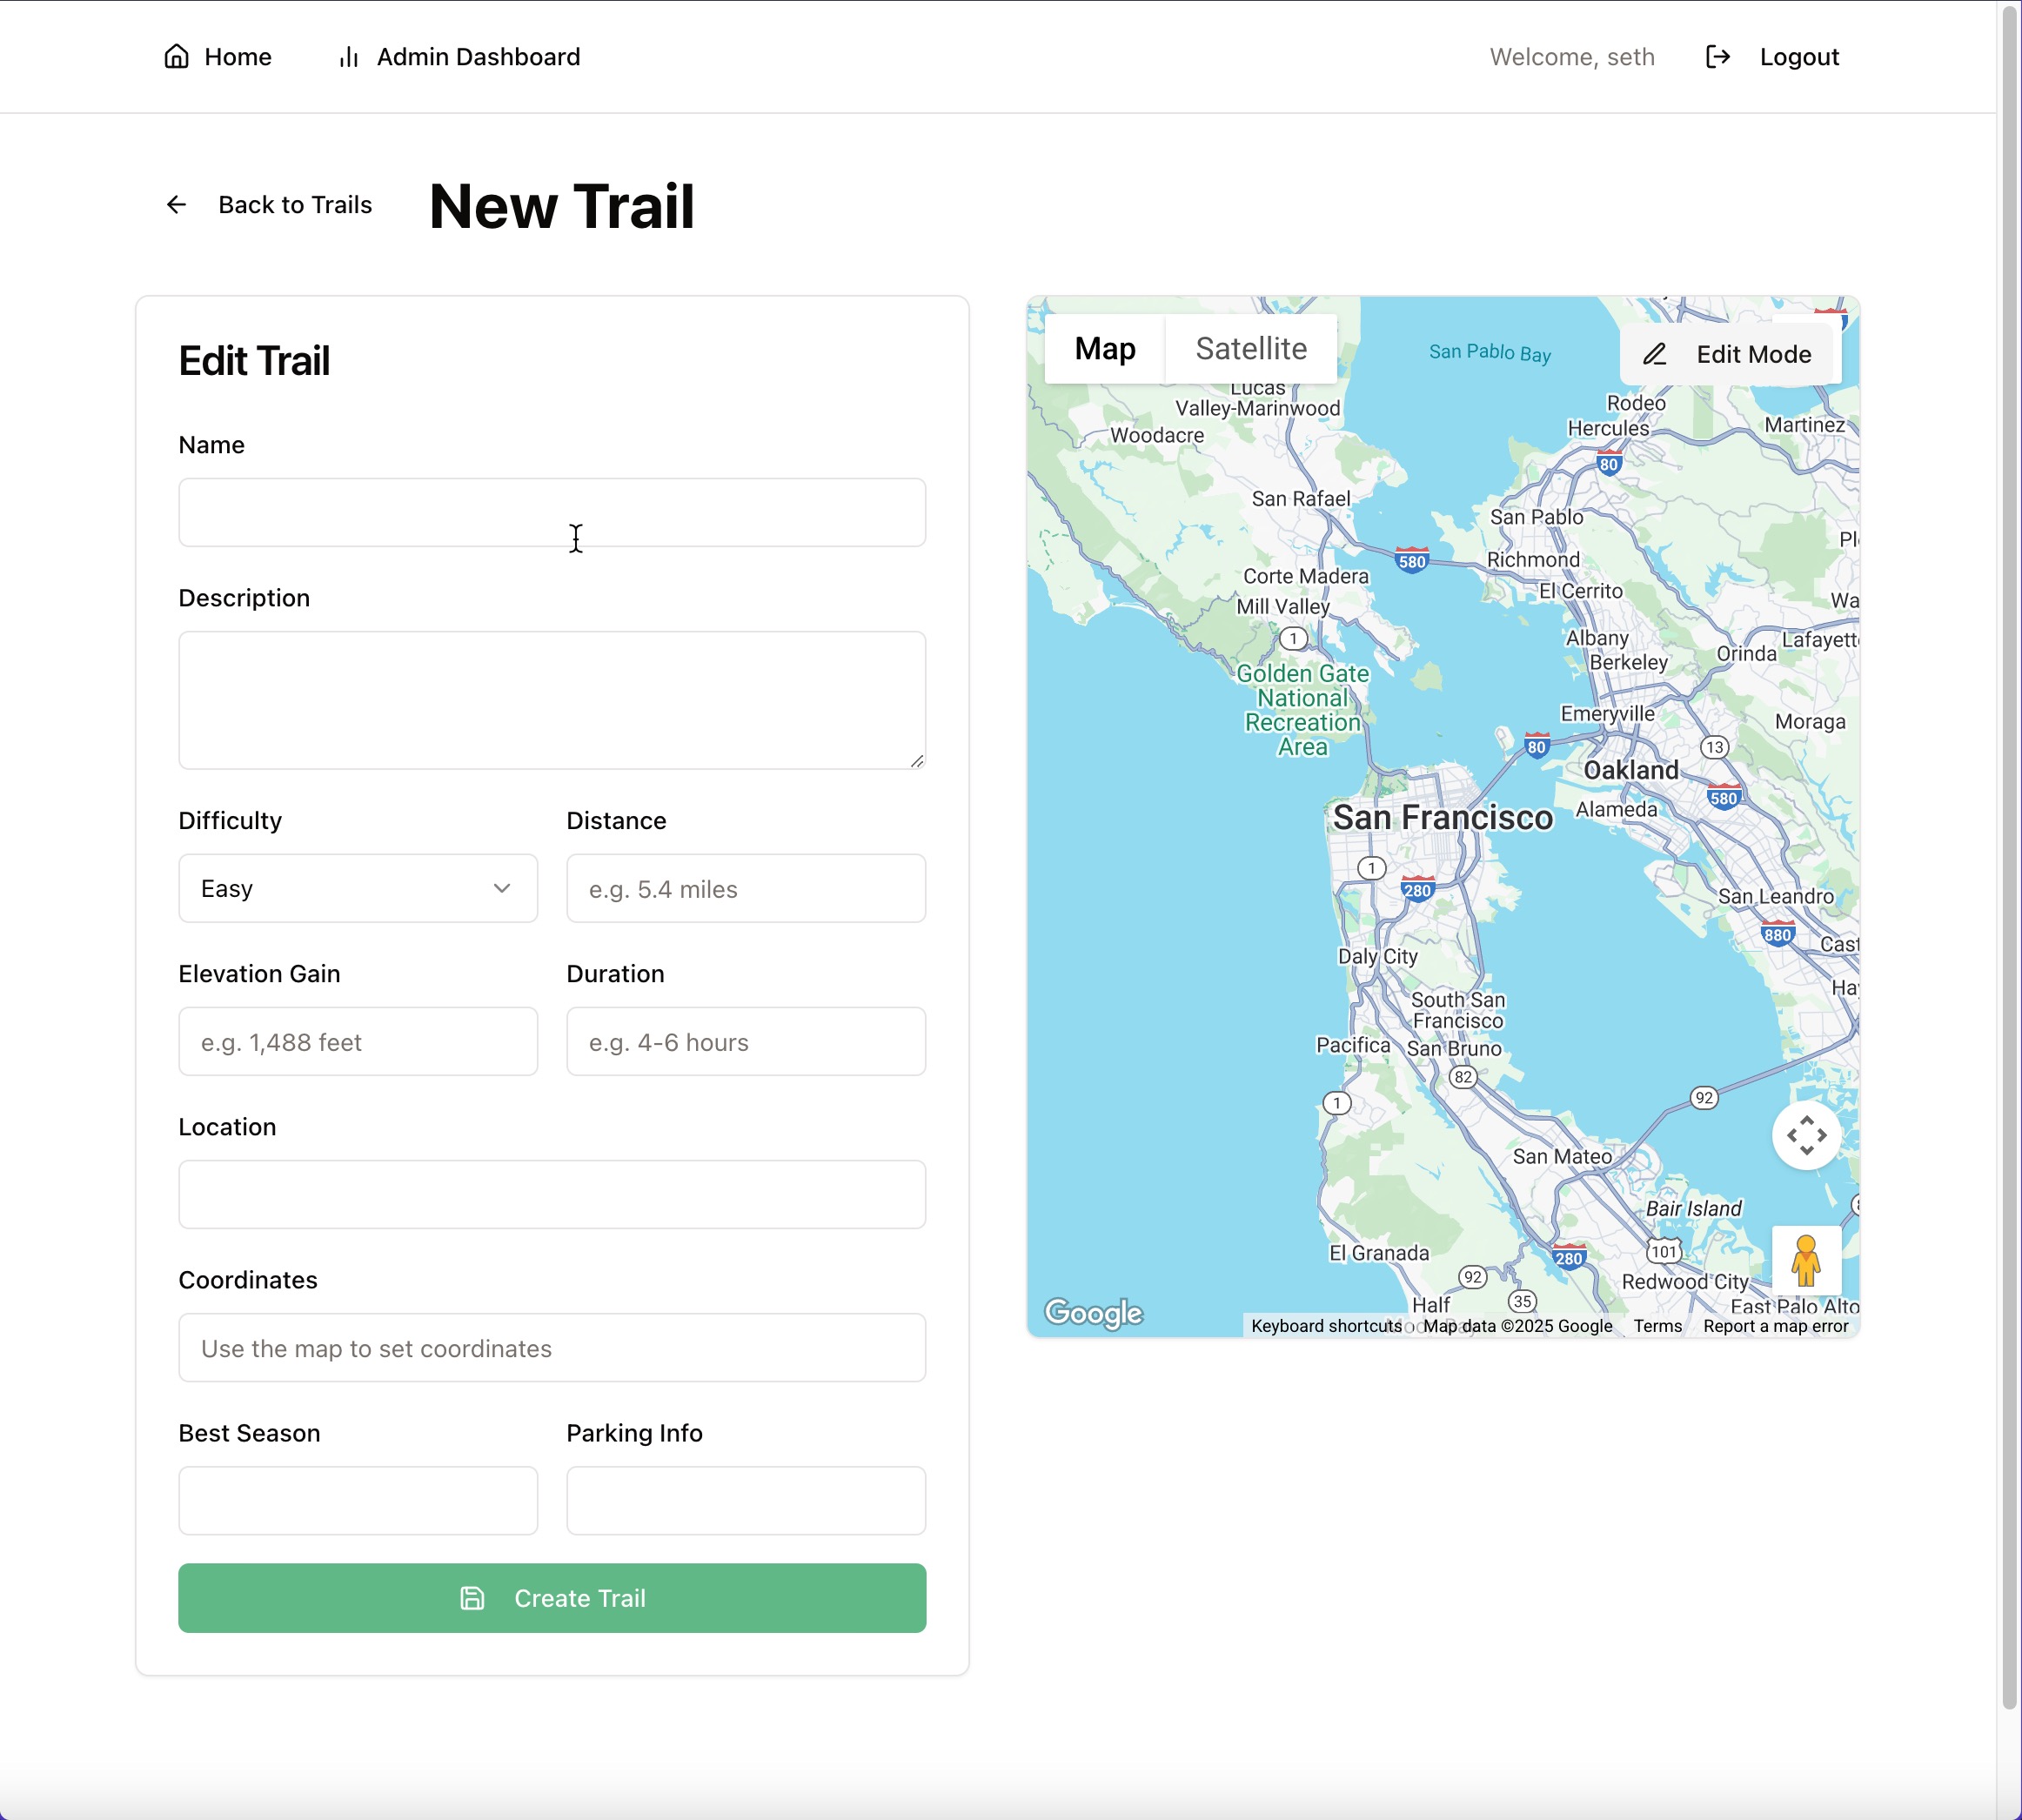 Home
Admin Dashboard
Welcome, seth
Logout
Back to Trails
New Trail
Edit Trail
Name
Description
Difficulty
Distance
Easy
e.g. 5.4 miles
Elevation Gain
Duration
e.g. 1,488 feet
e.g. 4-6 hours
Location
Coordinates
Use the map to set coordinates
Best Season
Parking Info
Create Trail
Map
Satellite
San Pablo Bay
Edit Mode
Lucas
Valley-Marinwood
Woodacre
Rodeo
Hercules
Martinez
80
San Rafael
San Pablo
580
Richmond
El Cerrito
Corte Madera
Mill Valley
1
Albany
Berkeley
Orinda
Lafayett
Golden Gate
National
Recreation
Area
Emeryville
Moraga
80
13
Oakland
580
Alameda
San Francisco
1
280
San Leandro
880
Cast
Daly City
South San
Francisco
Pacifica
San Bruno
82
1
92
San Mateo
Bair Island
El Granada
280
101
92
Redwood City
35
Half
East Palo Alto
Google
Keyboard shortcuts
Map data ©2025 Google
Terms
Report a map error